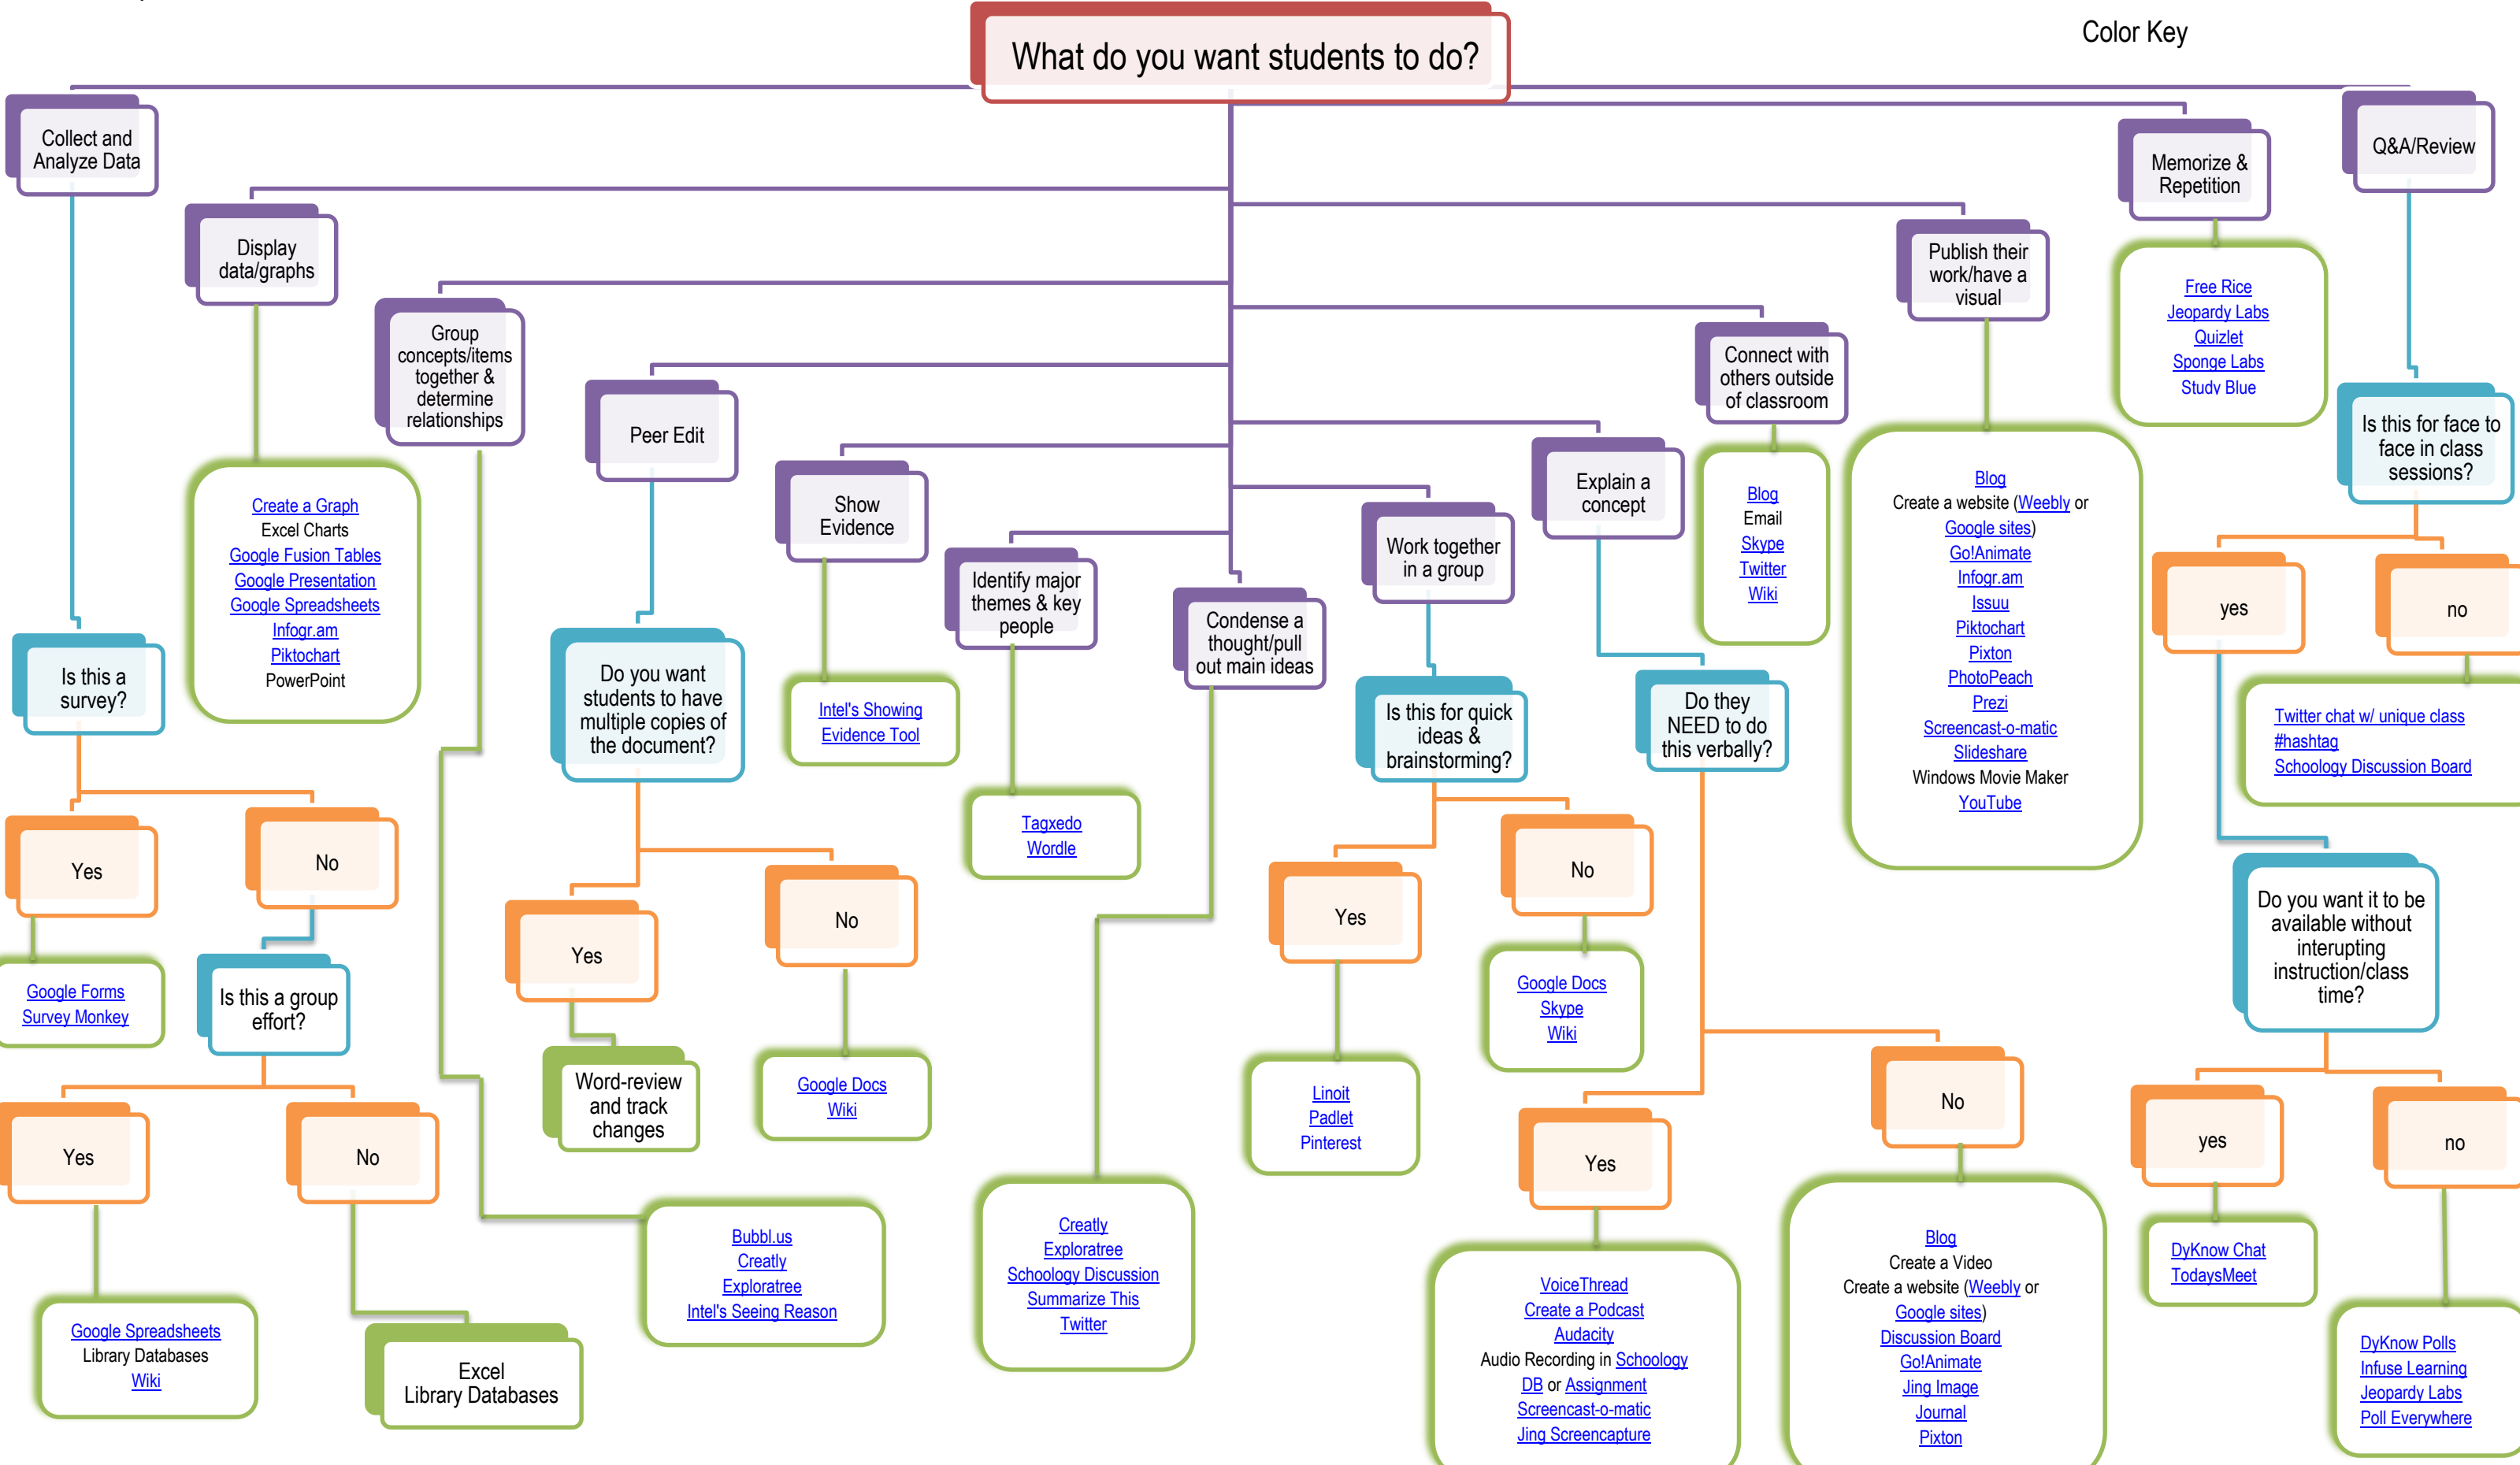 What do you want students to do?
Color Key
Collect and
Analyze Data
Q&A/Review
Memorize &
Repetition
Display
data/graphs
Publish their
work/have a
visual
Group
concepts/items
together &
determine
relationships
Connect with
others outside
of classroom
Peer Edit
Show
Evidence
Explain a
concept
Work together
in a group
Identify major
themes & key
people
Condense a
thought/pull
out main ideas
Free Rice
Jeopardy Labs
Quizlet
Sponge Labs
Study Blue
Is this for face to
face in class
sessions?
Create a Graph
Excel Charts
Google Fusion Tables
Google Presentation
Google Spreadsheets
Infogr.am
Piktochart
PowerPoint
Blog
Email
Skype
Twitter
Wiki
Blog
Create a website (Weebly or
Google sites)
Go!Animate
Infogr.am
Issuu
Piktochart
Pixton
PhotoPeach
Prezi
Screencast-o-matic
Slideshare
Windows Movie Maker
YouTube
yes
no
Is this a
survey?
Do you want
students to have
multiple copies of
the document?
Intel's Showing
Evidence Tool
Is this for quick
ideas &
brainstorming?
Do they
NEED to do
this verbally?
Twitter chat w/ unique class
#hashtag
Schoology Discussion Board
Tagxedo
Wordle
Yes
No
Yes
No
Yes
No
Do you want it to be
available without
interupting
instruction/class
time?
Google Forms
Survey Monkey
Is this a group
effort?
Word-review
and track
changes
Google Docs
Wiki
Google Docs
Skype
Wiki
Linoit
Padlet
Pinterest
Yes
No
Yes
No
yes
no
Google Spreadsheets
Library Databases
Wiki
Excel
Library Databases
Bubbl.us
Creatly
Exploratree
Intel's Seeing Reason
Creatly
Exploratree
Schoology Discussion
Summarize This
Twitter
VoiceThread
Create a Podcast
Audacity
Audio Recording in Schoology
DB or Assignment
Screencast-o-matic
Jing Screencapture
Blog
Create a Video
Create a website (Weebly or
Google sites)
Discussion Board
Go!Animate
Jing Image
Journal
Pixton
DyKnow Chat
TodaysMeet
DyKnow Polls
Infuse Learning
Jeopardy Labs
Poll Everywhere